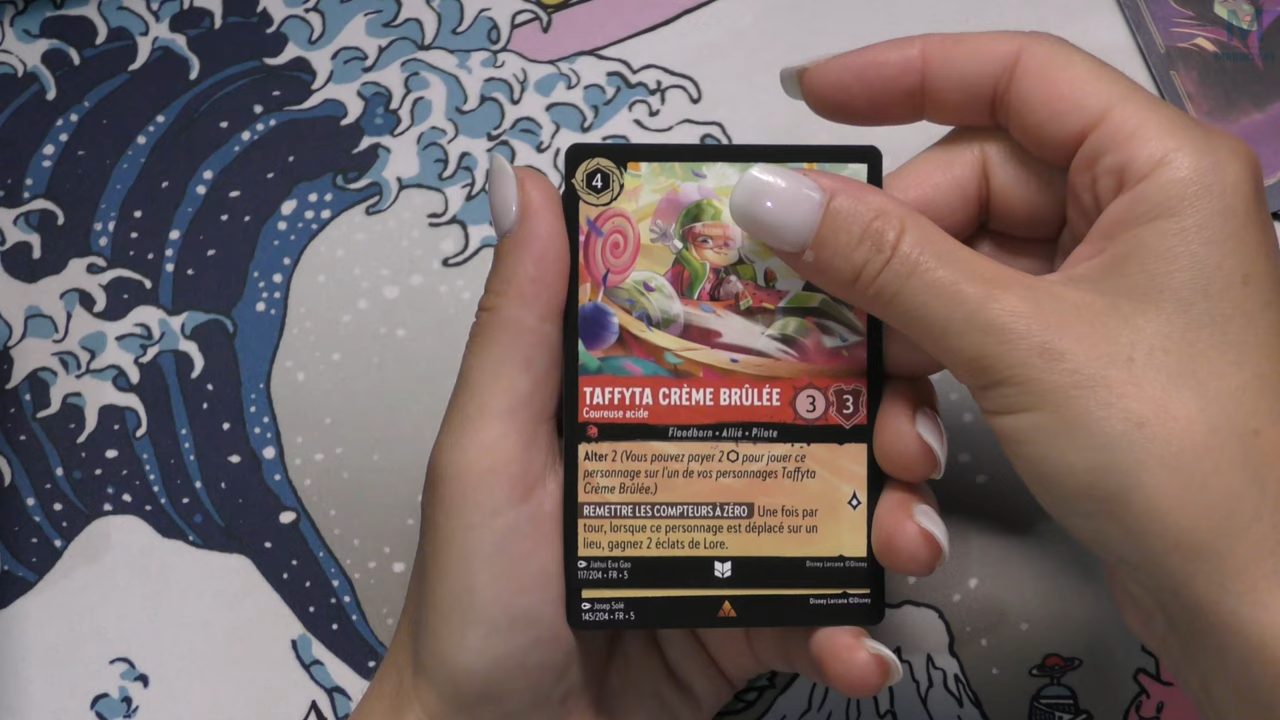 4
TAFFYTA CRÈME BRÛLÉE
Coureuse acide
3 3
Floodborn • Allié • Pilote
Alter 2 (Vous pouvez payer 2 pour jouer ce
personnage sur l'un de vos personnages Taffyta
Crème Brûlée.)
REMETTRE LES COMPTEURS À ZÉRO Une fois par
tour, lorsque ce personnage est déplacé sur un
lieu, gagnez 2 éclats de Lore.
Jiahui Eva Gao
Disney Lorcana ©Disney
117/204 • FR • 5
Josep Solé
Disney Lorcana ©Disney
145/204 • FR • 5